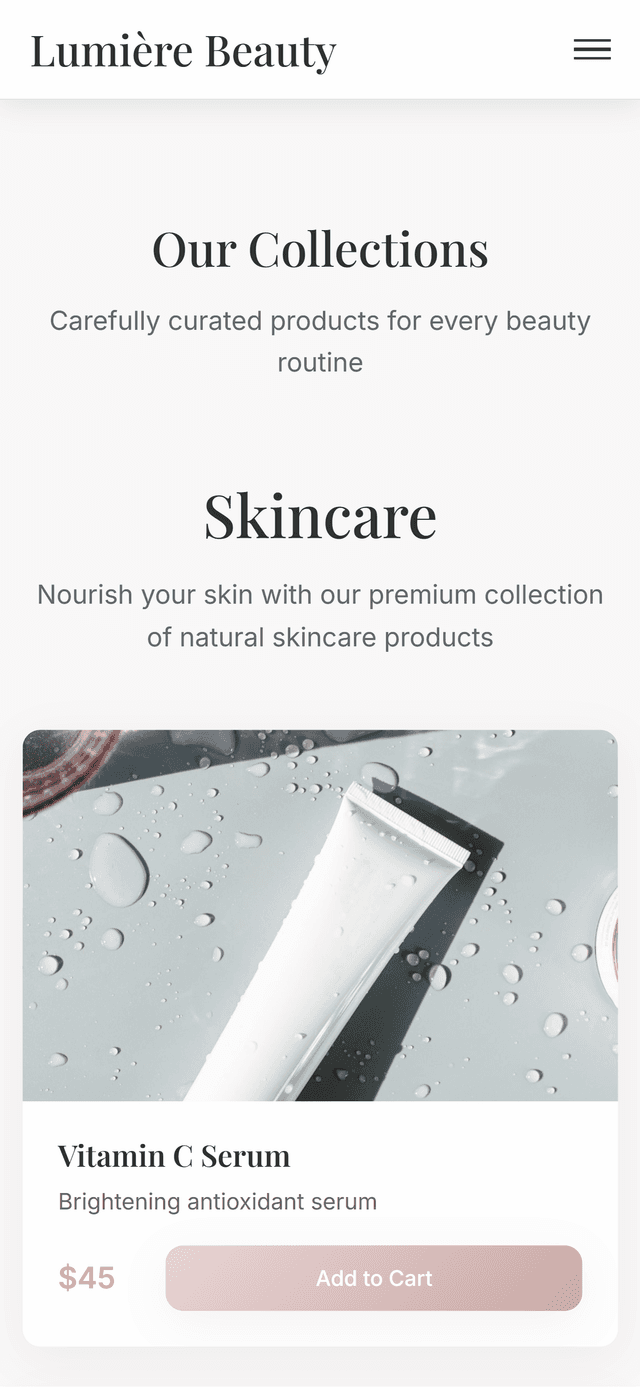 Lumière Beauty
Our Collections
Carefully curated products for every beauty
routine
Skincare
Nourish your skin with our premium collection
of natural skincare products
Vitamin C Serum
Brightening antioxidant serum
$45
Add to Cart